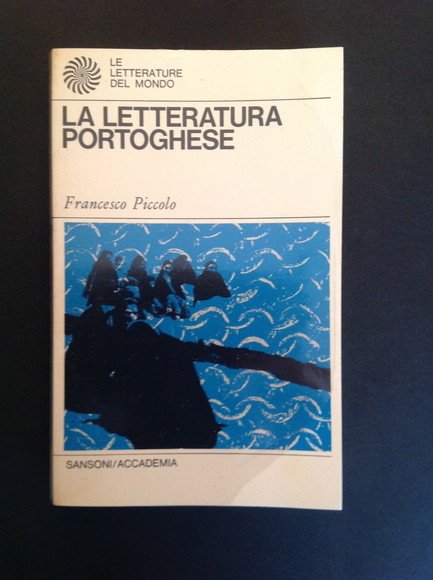 LE
LETTERATURE
DEL MONDO
LA LETTERATURA
PORTOGHESE
Francesco Piccolo
SANSONI/ACCADEMIA